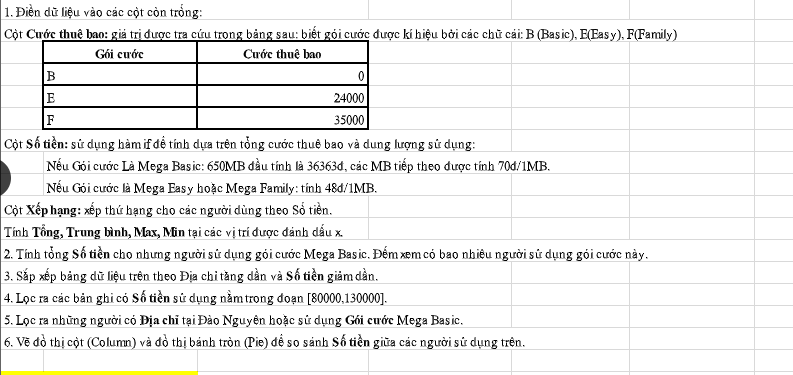 1. Điền dữ liệu vào các cột còn trống:
Cột Cước thuê bao: giá trị được tra cứu trong bảng sau: biết gói cước được kí hiệu bởi các chữ cái: B (Basic), E(Easy), F(Family)
Gói cước Cước thuê bao
B 0
E 24000
F 35000
Cột Số tiền: sử dụng hàm if để tính dựa trên tổng cước thuê bao và dung lượng sử dụng:
Nếu Gói cước Là Mega Basic: 650MB đầu tính là 36363đ, các MB tiếp theo được tính 70đ/1MB.
Nếu Gói cước là Mega Easy hoặc Mega Family: tính 48đ/1MB.
Cột Xếp hạng: xếp thứ hạng cho các người dùng theo Số tiền.
Tính Tổng, Trung bình, Max, Min tại các vị trí được đánh dấu x.
2. Tính tổng Số tiền cho nhưng người sử dụng gói cước Mega Basic. Đếm xem có bao nhiêu người sử dụng gói cước này.
3. Sắp xếp bảng dữ liệu trên theo Địa chỉ tăng dần và Số tiền giảm dần.
4. Lọc ra các bản ghi có Số tiền sử dụng nằm trong đoạn [80000,130000].
5. Lọc ra những người có Địa chỉ tại Đào Nguyên hoặc sử dụng Gói cước Mega Basic.
6. Vẽ đồ thị cột (Column) và đồ thị bánh tròn (Pie) để so sánh Số tiền giữa các người sử dụng trên.